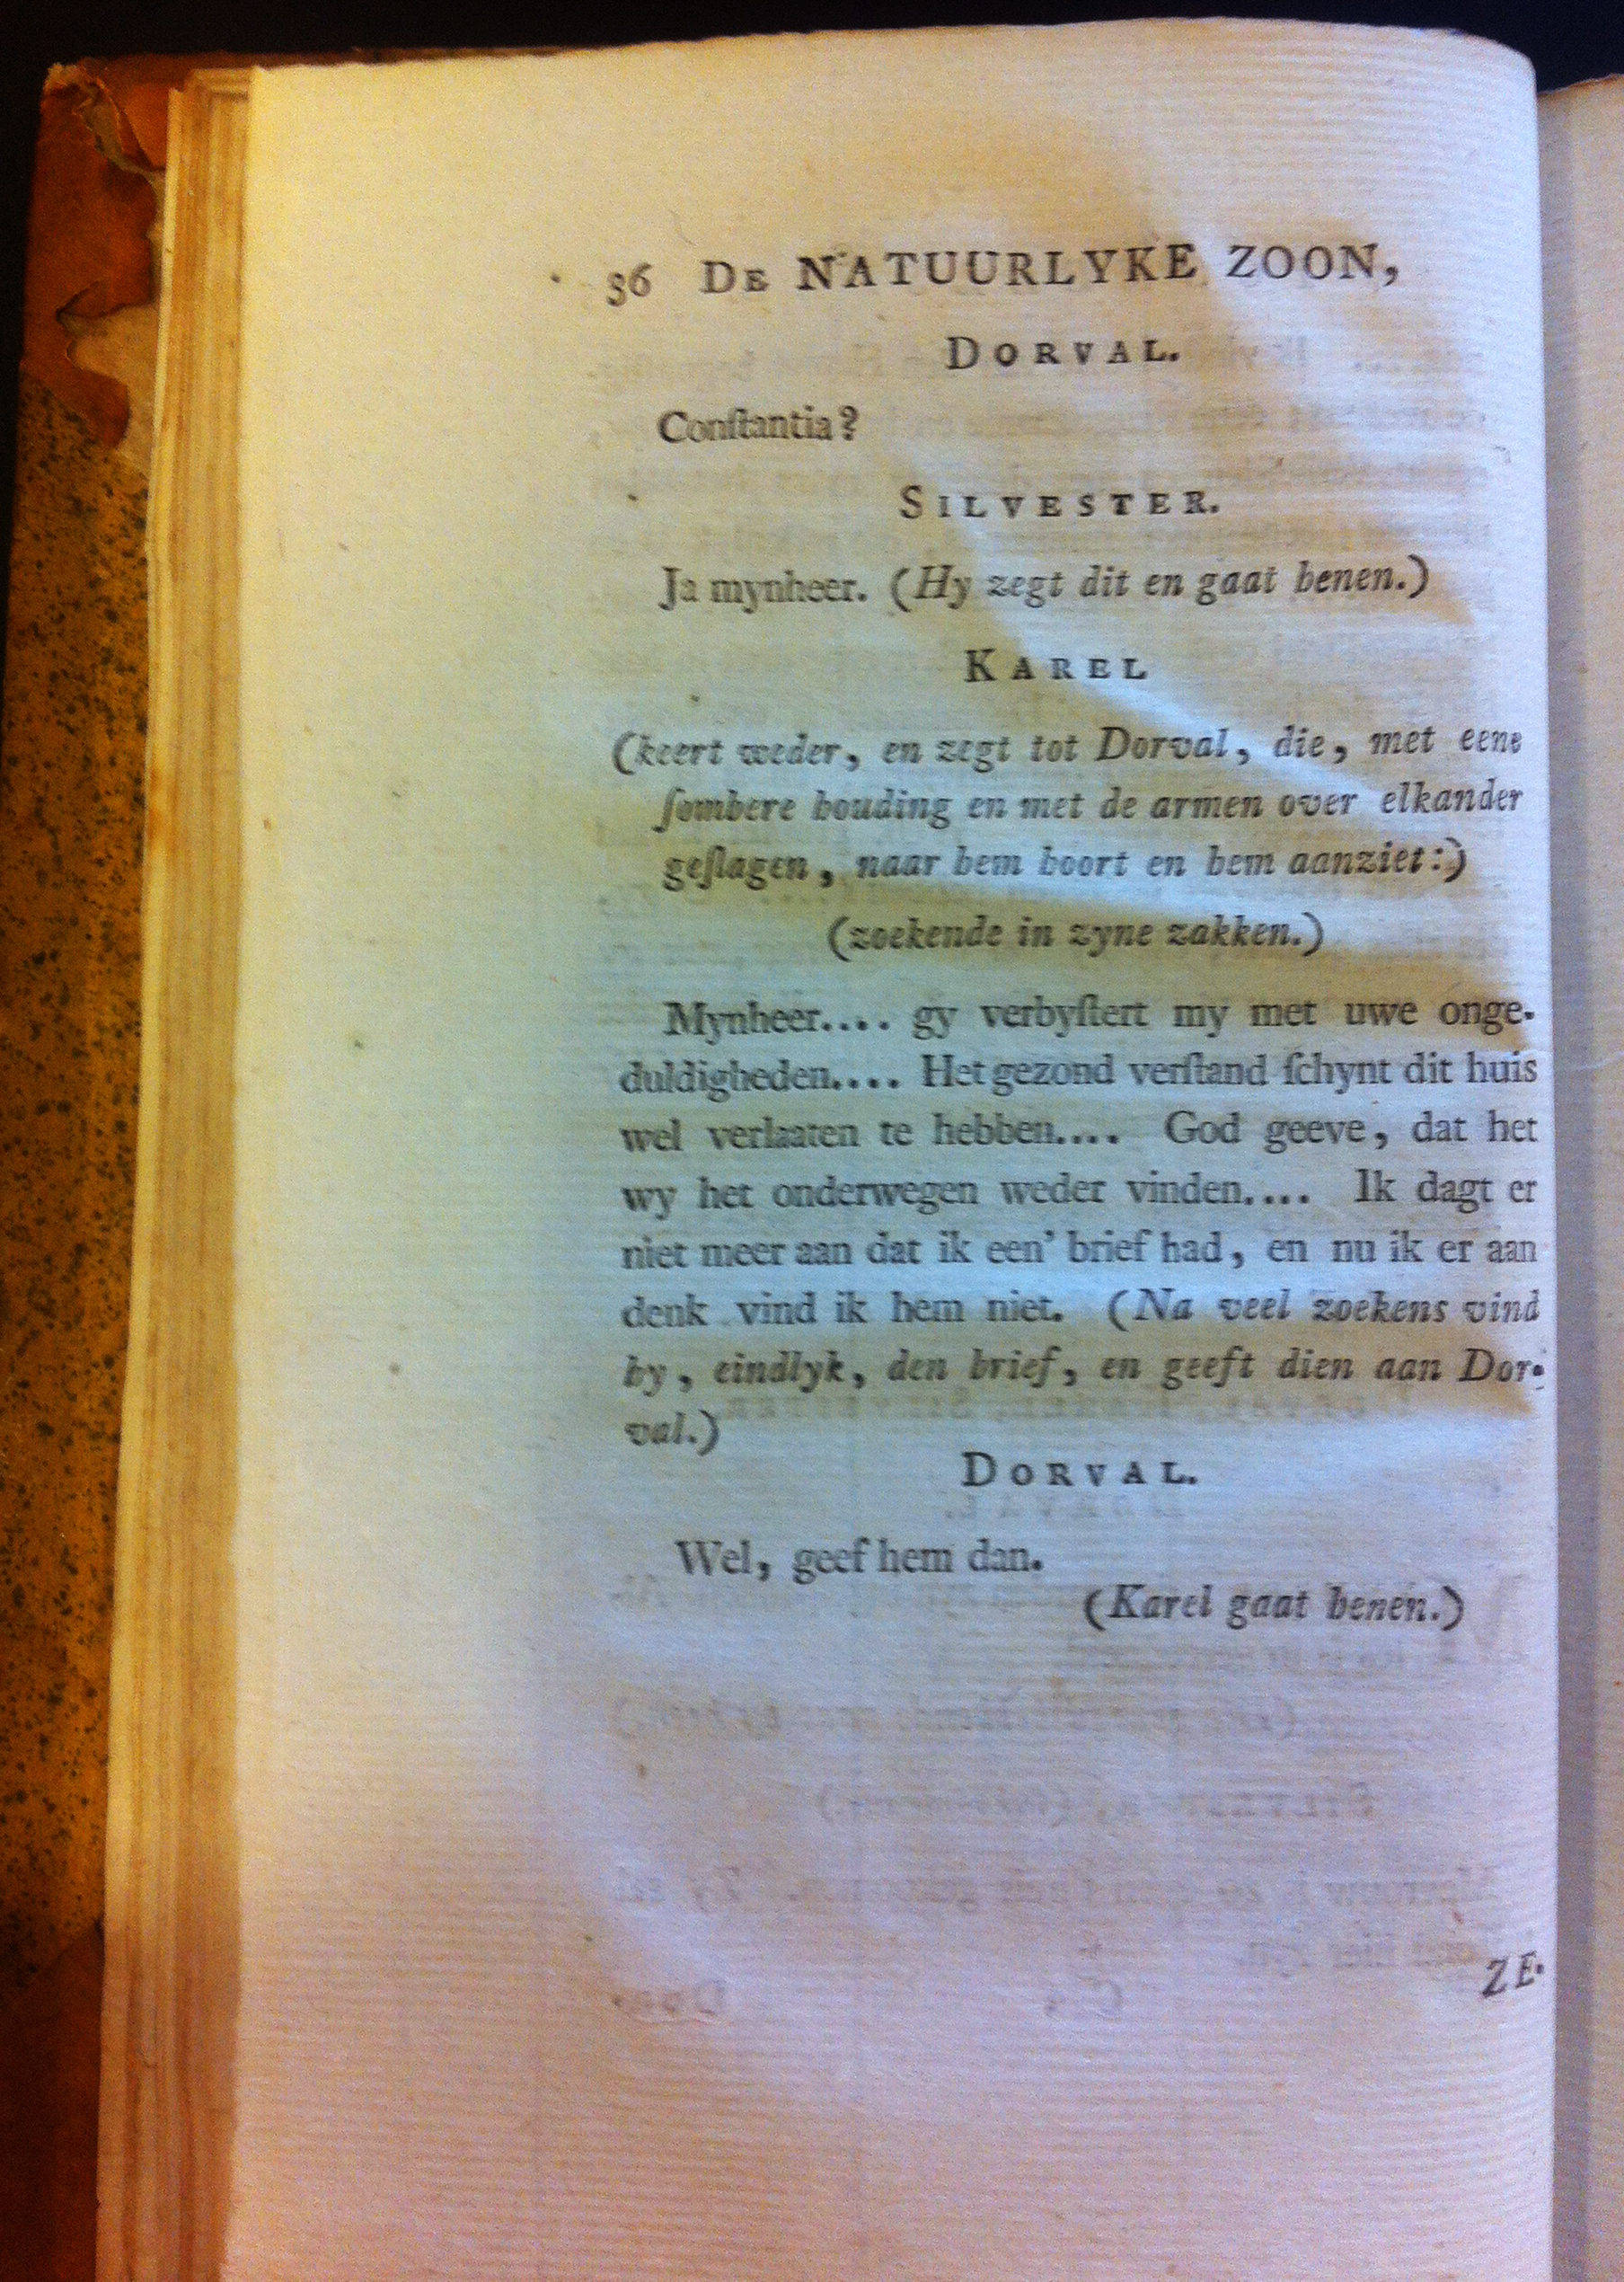 36 DE NATUURLYKE ZOON,
DORVAL.
Conſtantia?
SILVESTER.
Ja mynheer. (Hy zegt dit en gaat henen.)
KAREL
(keert weder, en zegt tot Dorval, die, met eene
ſombere houding en met de armen over elkander
geſlagen, naar hem hoort en hem aanziet:)
(zoekende in zyne zakken.)
Mynheer.... gy verbyſtert my met uwe onge-
duldigheden.... Het gezond verſtand ſchynt dit huis
wel verlaaten te hebben.... God geeve, dat het
wy het onderwegen weder vinden.... Ik dagt er
niet meer aan dat ik een' brief had, en nu ik er aan
denk vind ik hem niet. (Na veel zoekens vind
hy, eindlyk, den brief, en geeft dien aan Dor-
val.)
DORVAL.
Wel, geef hem dan.
(Karel gaat henen.)
ZE-